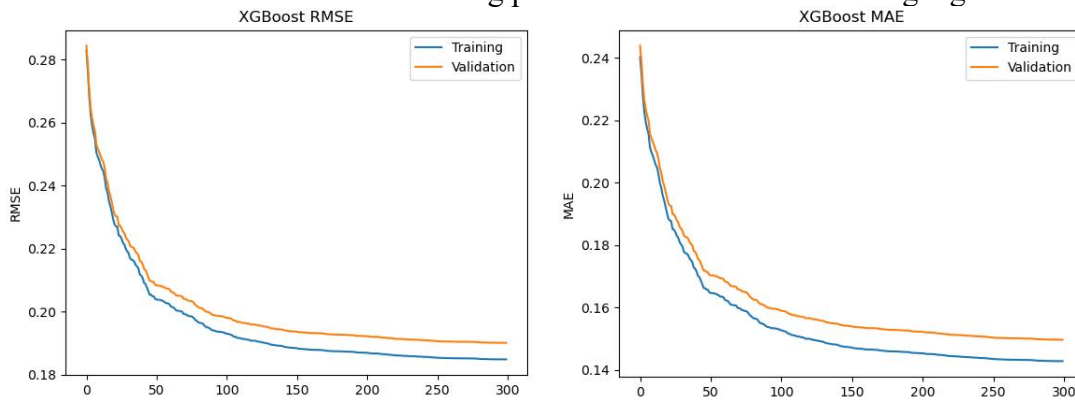 XGBoost RMSE
0.28
0.26
0.24
0.22
0.20
0.18
RMSE
Training
Validation
0 50 100 150 200 250 300
XGBoost MAE
0.24
0.22
0.20
0.18
0.16
0.14
MAE
Training
Validation
0 50 100 150 200 250 300